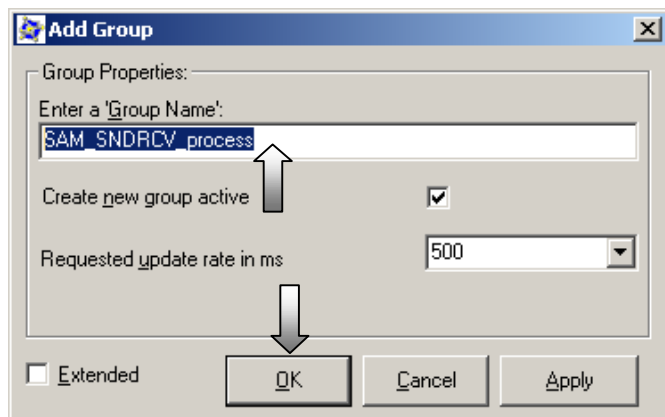 Add Group
Group Properties:
Enter a 'Group Name':
SAM_SNDRCV_process
Create new group active
Requested update rate in ms
500
Extended
OK
Cancel
Apply